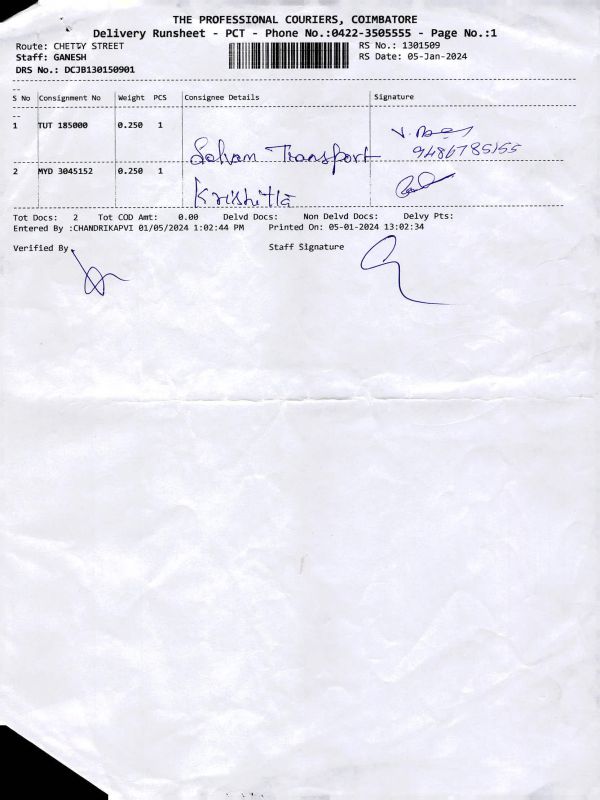 THE PROFESSIONAL COURIERS, COIMBATORE
Delivery Runsheet - PCT - Phone No.:0422-3505555 - Page No.:1
Route: CHETTY STREET
Staff: GANESH
DRS No.: DCJB130150901
RS No.: 1301509
RS Date: 05-Jan-2024
S No Consignment No Weight PCS Consignee Details Signature
1 TUT 185000 0.250 1
Soham Transport
9486785155
2 MYD 3045152 0.250 1
Tot Docs: 2 Tot COD Amt: 0.00 Delvd Docs: Non Delvd Docs: Delvy Pts:
Entered By :CHANDRIKAPVI 01/05/2024 1:02:44 PM Printed On: 05-01-2024 13:02:34
Verified By Staff Signature